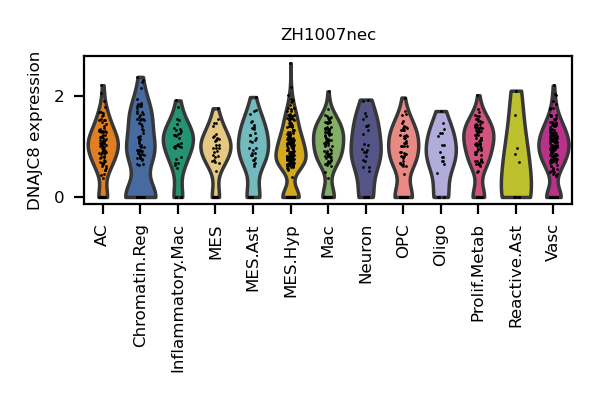 ZH1007nec
DNAJC8 expression
2
0
AC
Chromatin.Reg
Inflammatory.Mac
MES
MES.Ast
MES.Hyp
Mac
Neuron
OPC
Oligo
Prolif.Metab
Reactive.Ast
Vasc